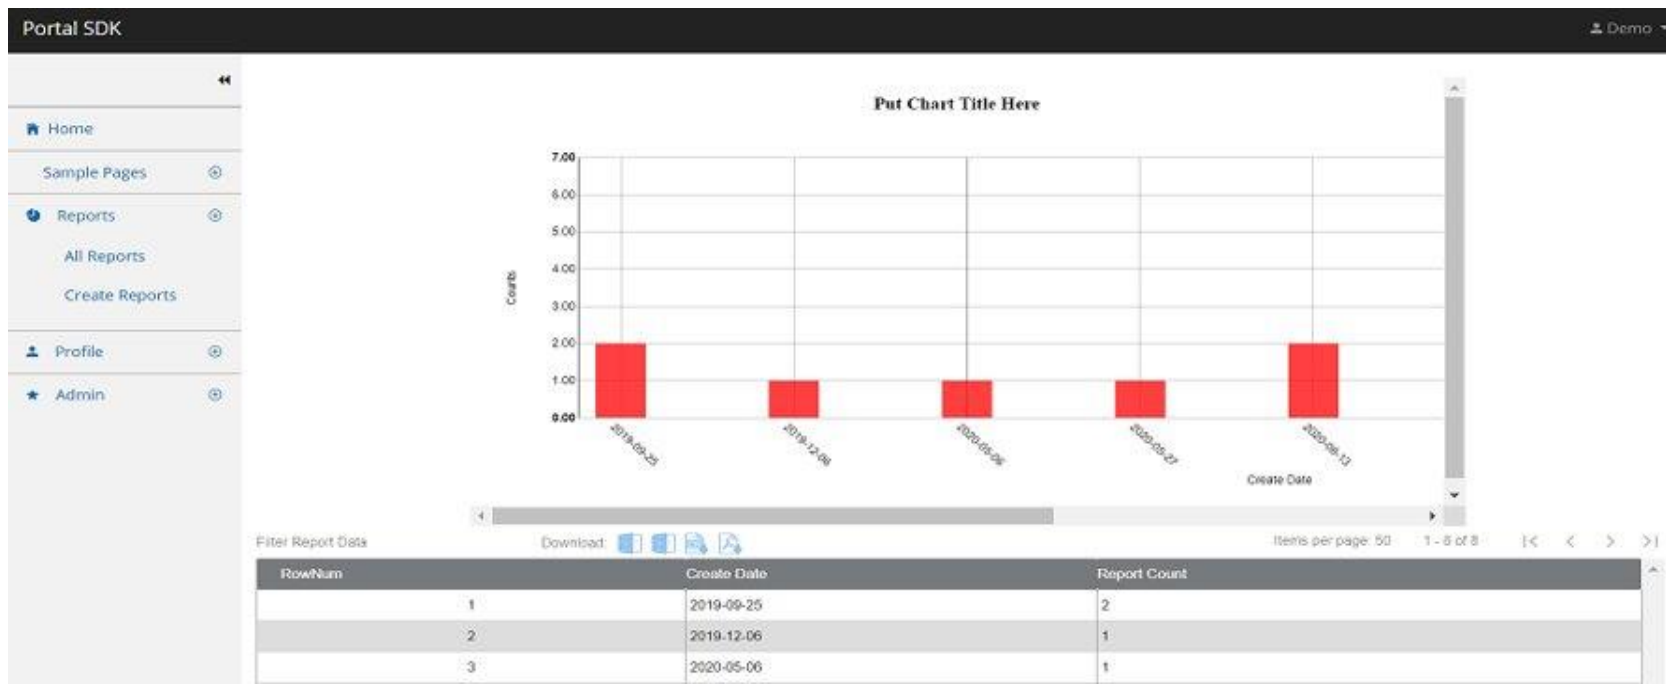 Portal SDK
Demo
Home
Sample Pages
Reports
All Reports
Create Reports
Profile
Admin
Put Chart Title Here
7.00
6.00
5.00
4.00
3.00
2.00
1.00
0.00
Counts
2019-09-25
2019-12-06
2020-05-06
2020-05-27
Create Date
Filter Report Data
Download:
Items per page: 50
1 - 8 of 8
RowNum Create Date Report Count
1 2019-09-25 2
2 2019-12-06 1
3 2020-05-06 1